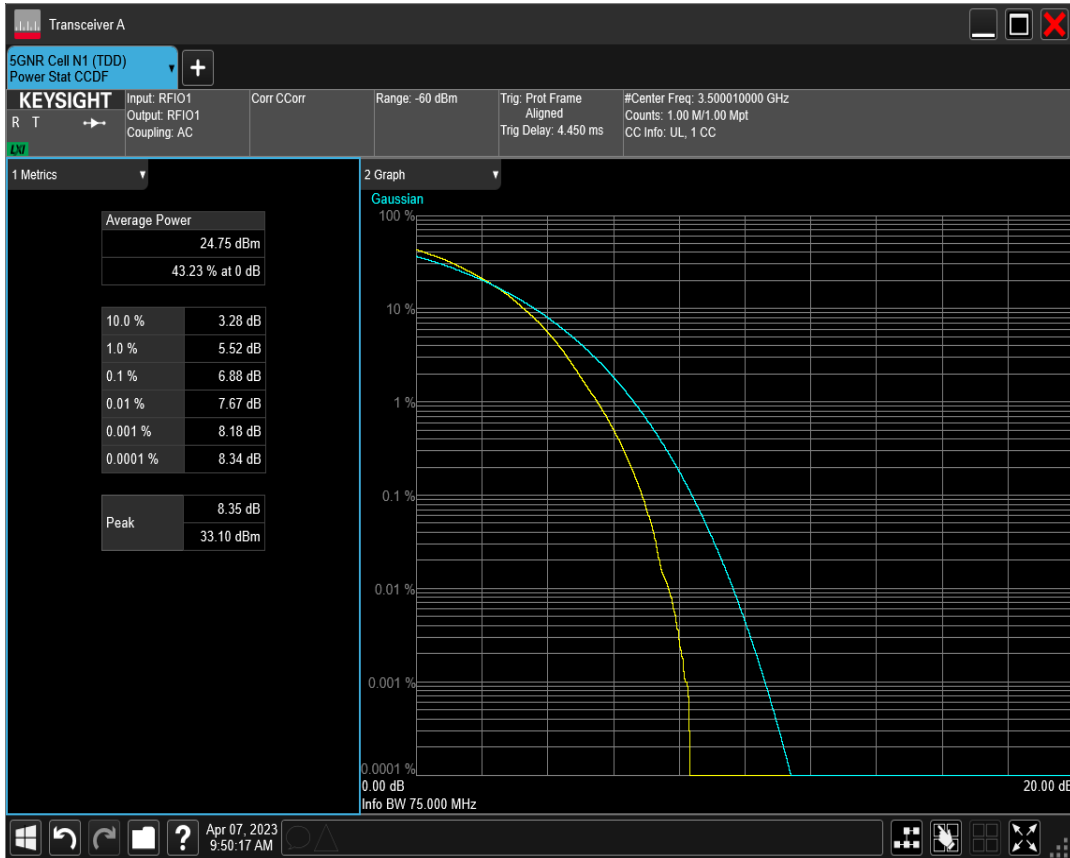 Transceiver A
5GNR Cell N1 (TDD)
Power Stat CCDF
+
KEYSIGHT
R T
LXI
Input: RFIO1
Output: RFIO1
Coupling: AC
Corr CCorr
Range: -60 dBm
Trig: Prot Frame
Aligned
Trig Delay: 4.450 ms
#Center Freq: 3.500010000 GHz
Counts: 1.00 M/1.00 Mpt
CC Info: UL, 1 CC
1 Metrics
Average Power
24.75 dBm
43.23 % at 0 dB
10.0 % 3.28 dB
1.0 % 5.52 dB
0.1 % 6.88 dB
0.01 % 7.67 dB
0.001 % 8.18 dB
0.0001 % 8.34 dB
Peak
8.35 dB
33.10 dBm
2 Graph
Gaussian
100 %
10 %
1 %
0.1 %
0.01 %
0.001 %
0.0001 %
0.00 dB
20.00 dB
Info BW 75.000 MHz
?
Apr 07, 2023
9:50:17 AM